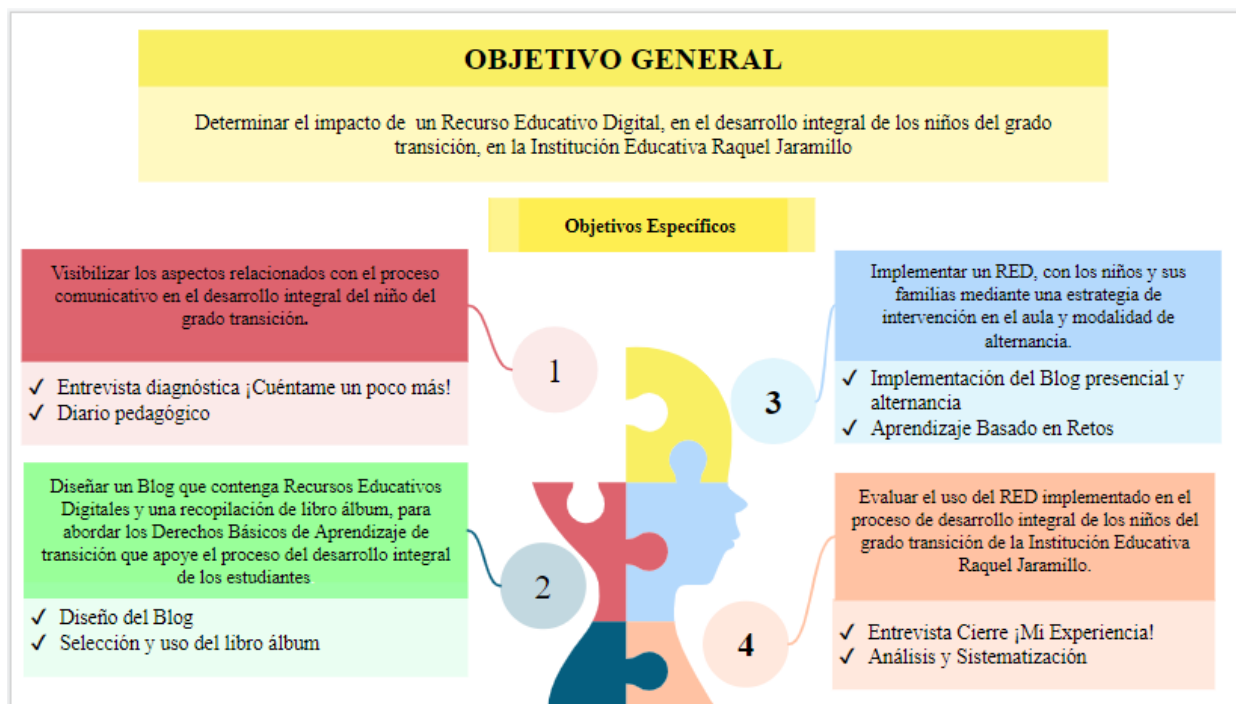 OBJETIVO GENERAL
Determinar el impacto de un Recurso Educativo Digital, en el desarrollo integral de los niños del grado
transición, en la Institución Educativa Raquel Jaramillo
Objetivos Específicos
Visibilizar los aspectos relacionados con el proceso
comunicativo en el desarrollo integral del niño del
grado transición.
✓ Entrevista diagnóstica ¡Cuéntame un poco más!
✓ Diario pedagógico
1
Diseñar un Blog que contenga Recursos Educativos
Digitales y una recopilación de libro álbum, para
abordar los Derechos Básicos de Aprendizaje de
transición que apoye el proceso del desarrollo integral
de los estudiantes
✓ Diseño del Blog
✓ Selección y uso del libro álbum
2
Implementar un RED, con los niños y sus
familias mediante una estrategia de
intervención en el aula y modalidad de
alternancia.
✓ Implementación del Blog presencial y
alternancia
✓ Aprendizaje Basado en Retos
3
Evaluar el uso del RED implementado en el
proceso de desarrollo integral de los niños del
grado transición de la Institución Educativa
Raquel Jaramillo.
✓ Entrevista Cierre ¡Mi Experiencia!
✓ Análisis y Sistematización
4